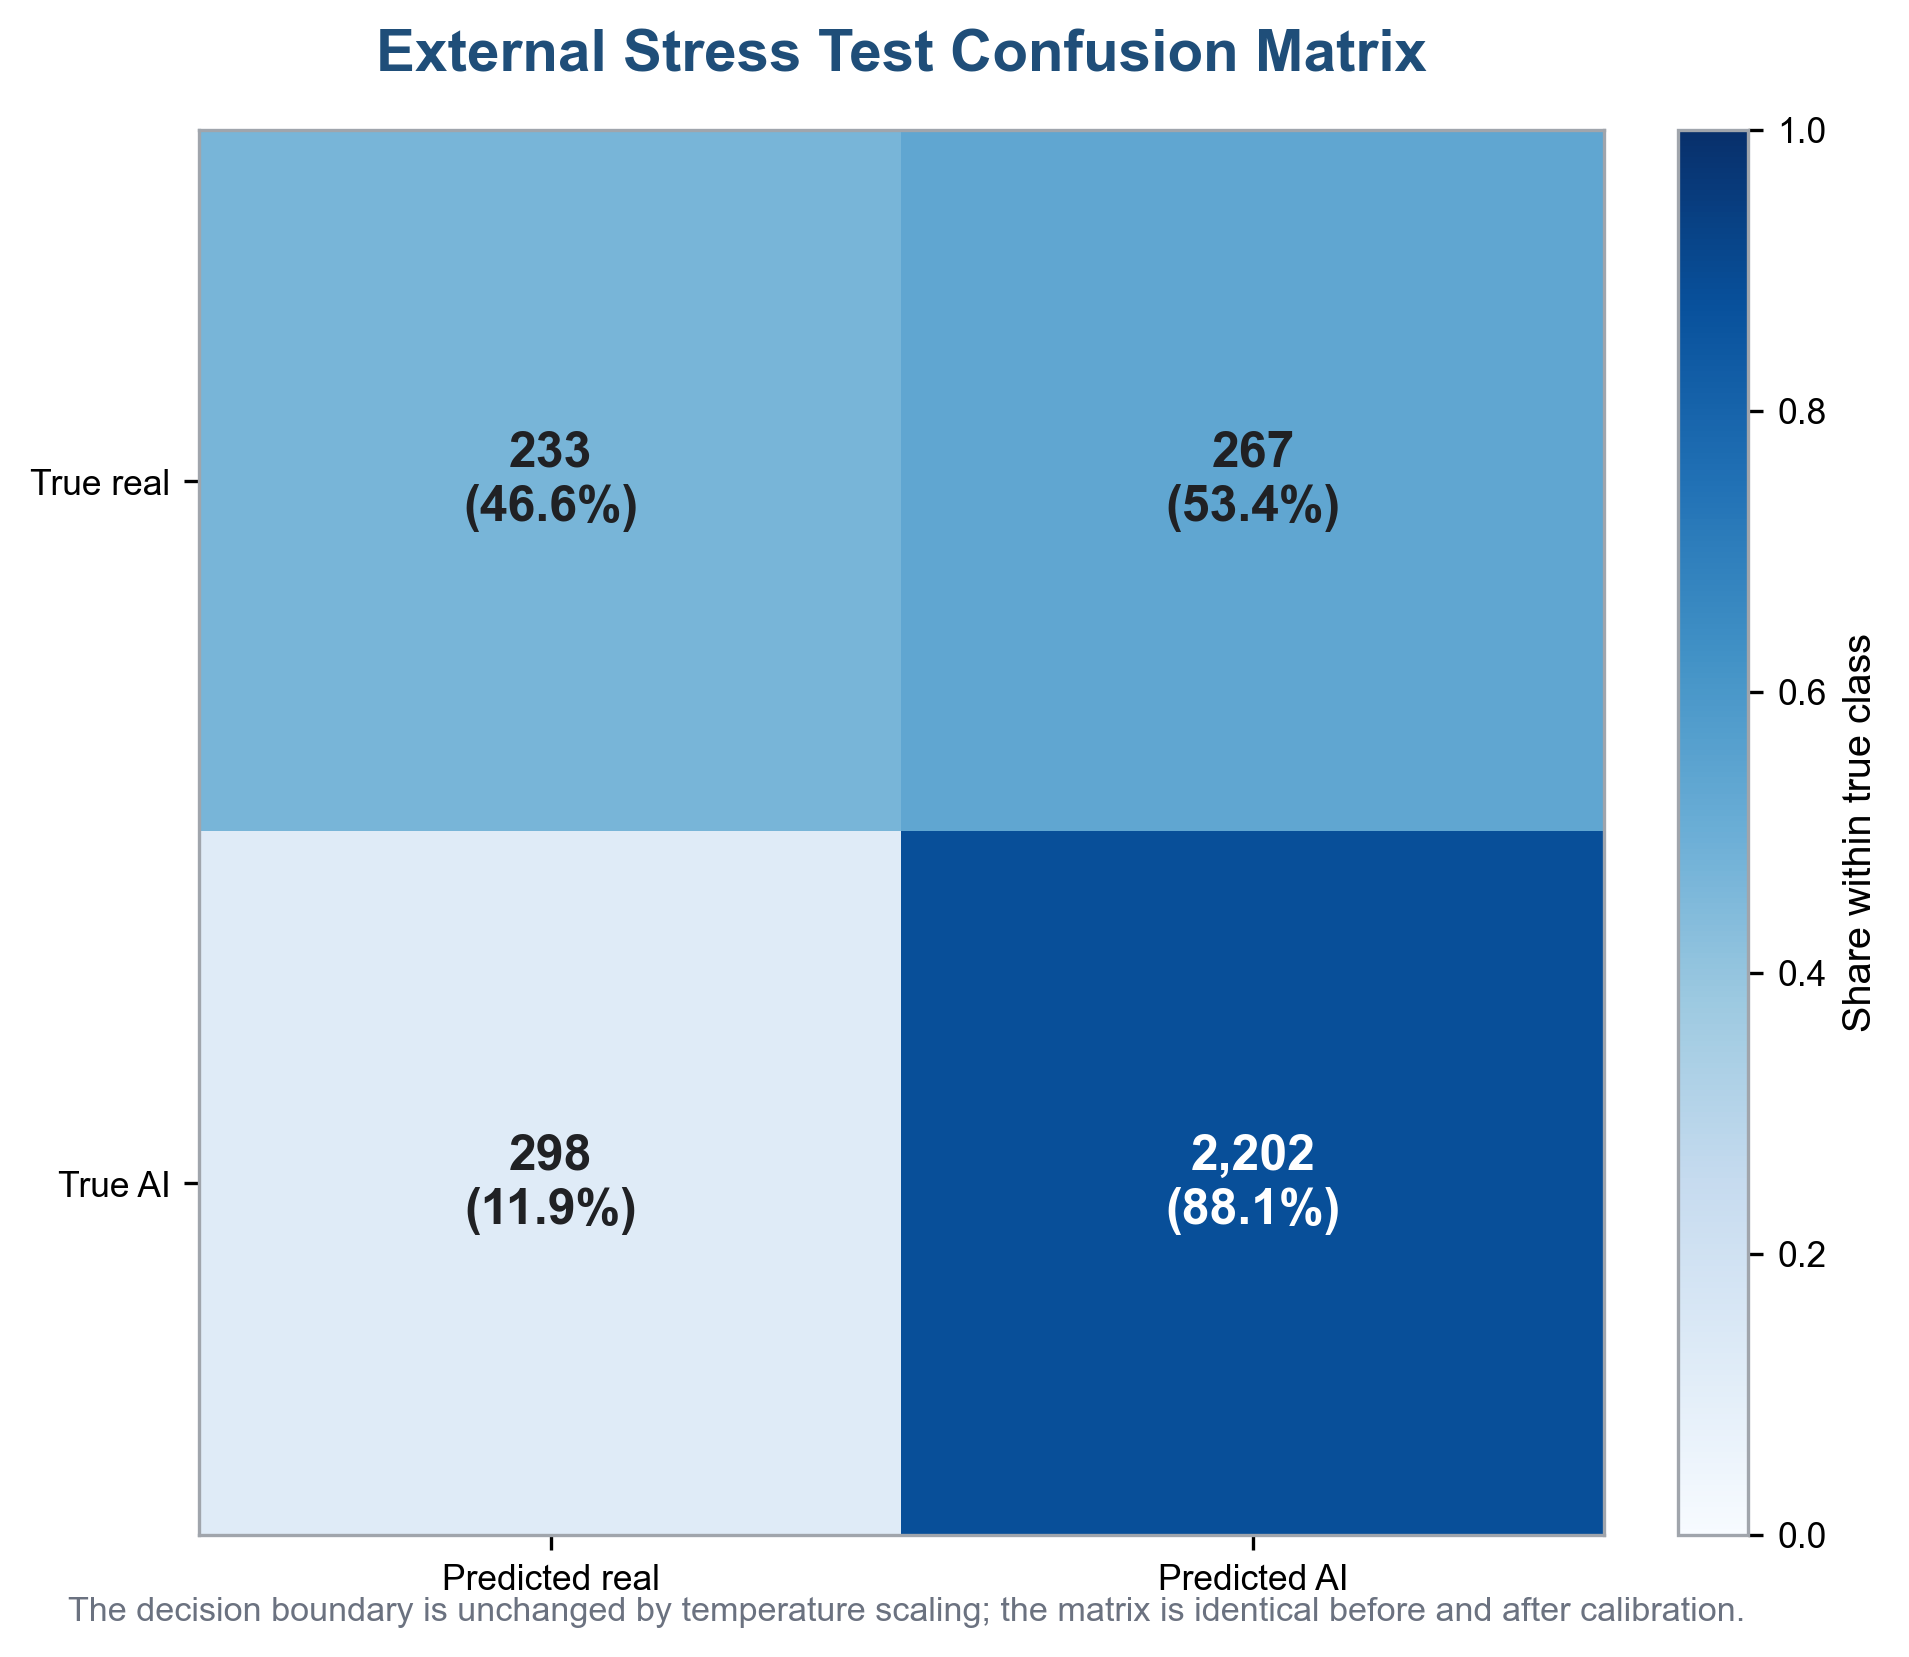 External Stress Test Confusion Matrix
True real
233
(46.6%)
267
(53.4%)
True AI
298
(11.9%)
2,202
(88.1%)
Predicted real
Predicted AI
1.0
0.8
0.6
0.4
0.2
0.0
Share within true class
The decision boundary is unchanged by temperature scaling; the matrix is identical before and after calibration.